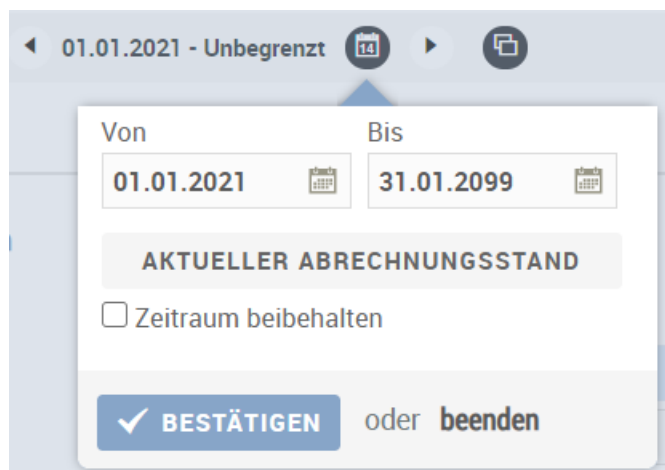 01.01.2021 - Unbegrenzt 14
Von Bis
01.01.2021 31.01.2099
AKTUELLER ABRECHNUNGSSTAND
Zeitraum beibehalten
BESTÄTIGEN oder beenden